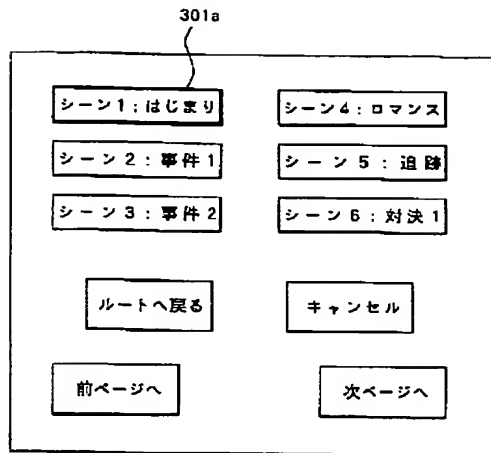 301a
シーン1:はじまり
シーン4:ロマンス
シーン2:事件1
シーン5:追跡
シーン3:事件2
シーン6:対決1
ルートへ戻る
キャンセル
前ページへ
次ページへ